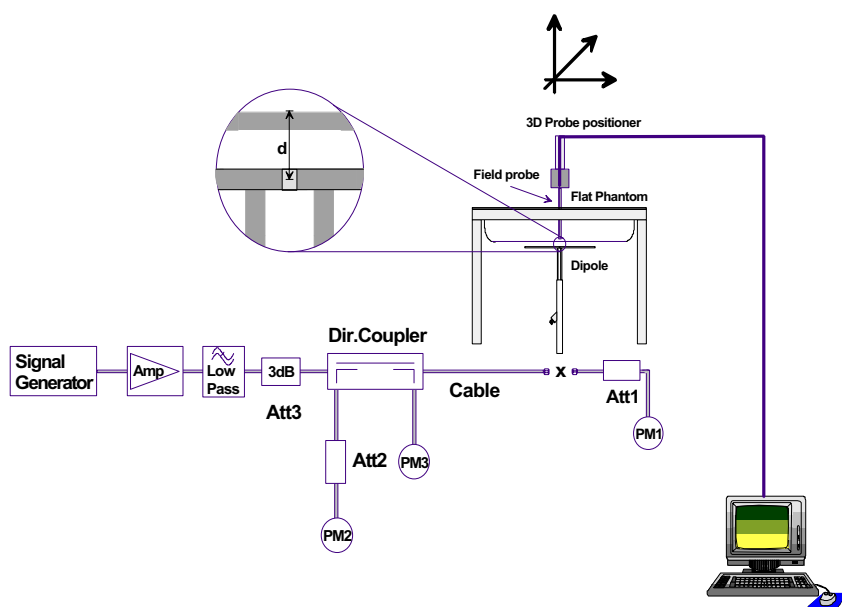 3D Probe positioner
d
Field probe
Flat Phantom
Dipole
Dir.Coupler
Signal
Generator
Amp
Low
Pass
3dB
Cable
x
Att1
Att3
PM1
Att2
PM3
PM2